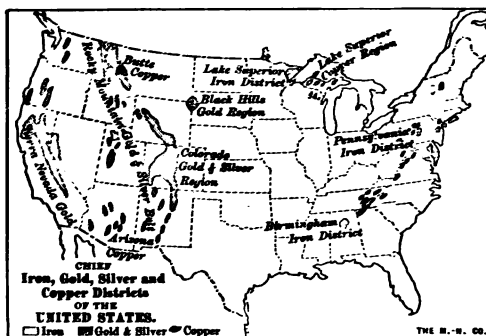 Butte
Copper
Rocky Mountain Gold & Silver Belt
Lake Superior
Iron District
Lake Superior
Copper Region
Black Hills
Gold Region
Pennsylvania
Iron District
Colorado
Gold & Silver
Region
Sierra Nevada Gold
Birmingham
Iron District
Arizona
Copper
CHIEF
Iron, Gold, Silver and
Copper Districts
OF THE
UNITED STATES.
Iron Gold & Silver Copper
THE M.-N. CO.